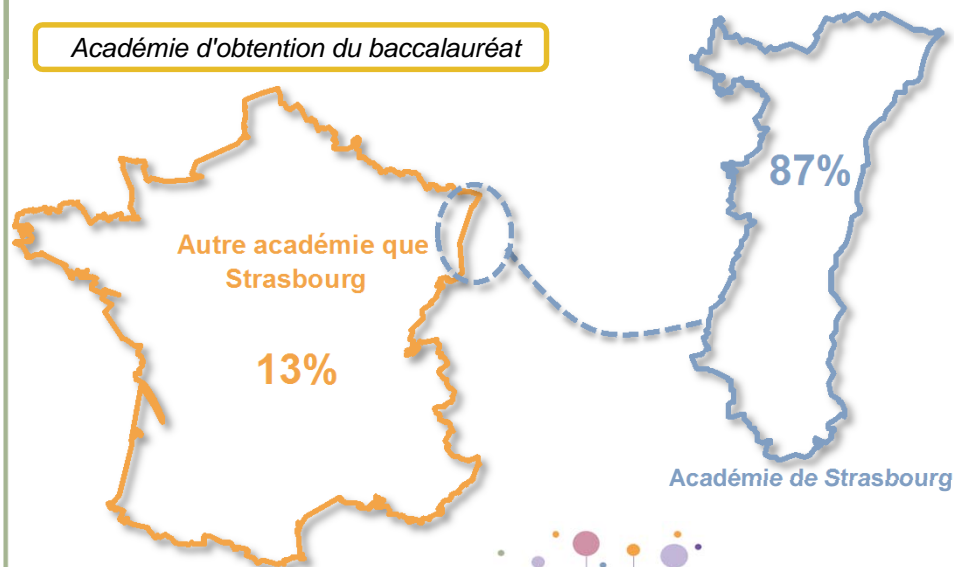 Académie d'obtention du baccalauréat
87%
Autre académie que
Strasbourg
13%
Académie de Strasbourg